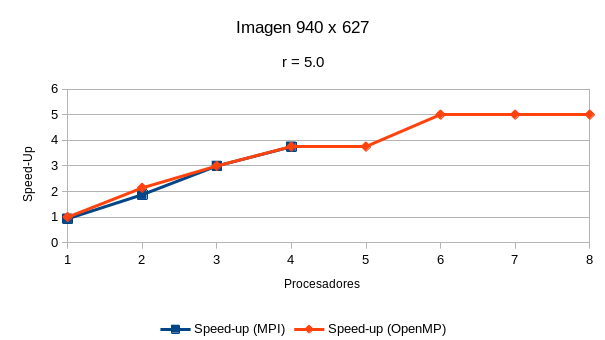 Imagen 940 x 627
r = 5.0
6
5
4
3
2
1
0
Speed-Up
1 2 3 4 5 6 7 8
Procesadores
Speed-up (MPI) Speed-up (OpenMP)